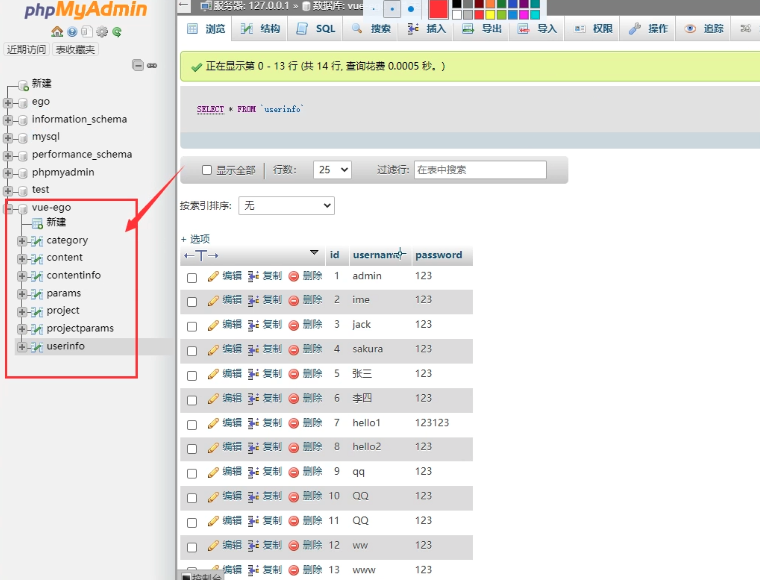 phpMyAdmin
近期访问 表收藏夹
新建
ego
information_schema
mysql
performance_schema
phpmyadmin
test
vue-ego
新建
category
content
contentinfo
params
project
projectparams
userinfo
服务器: 127.0.0.1 » 数据库: vue
浏览 结构 SQL 搜索 插入 导出 导入 权限 操作 追踪
正在显示第 0 - 13 行 (共 14 行, 查询花费 0.0005 秒。)
SELECT * FROM `userinfo`
显示全部 行数: 25 过滤行: 在表中搜索
按索引排序: 无
+ 选项
←T→ id username password
编辑 复制 删除 1 admin 123
编辑 复制 删除 2 ime 123
编辑 复制 删除 3 jack 123
编辑 复制 删除 4 sakura 123
编辑 复制 删除 5 张三 123
编辑 复制 删除 6 李四 123
编辑 复制 删除 7 hello1 123123
编辑 复制 删除 8 hello2 123
编辑 复制 删除 9 qq 123
编辑 复制 删除 10 QQ 123
编辑 复制 删除 11 QQ 123
编辑 复制 删除 12 ww 123
编辑 复制 删除 13 www 123
控制台